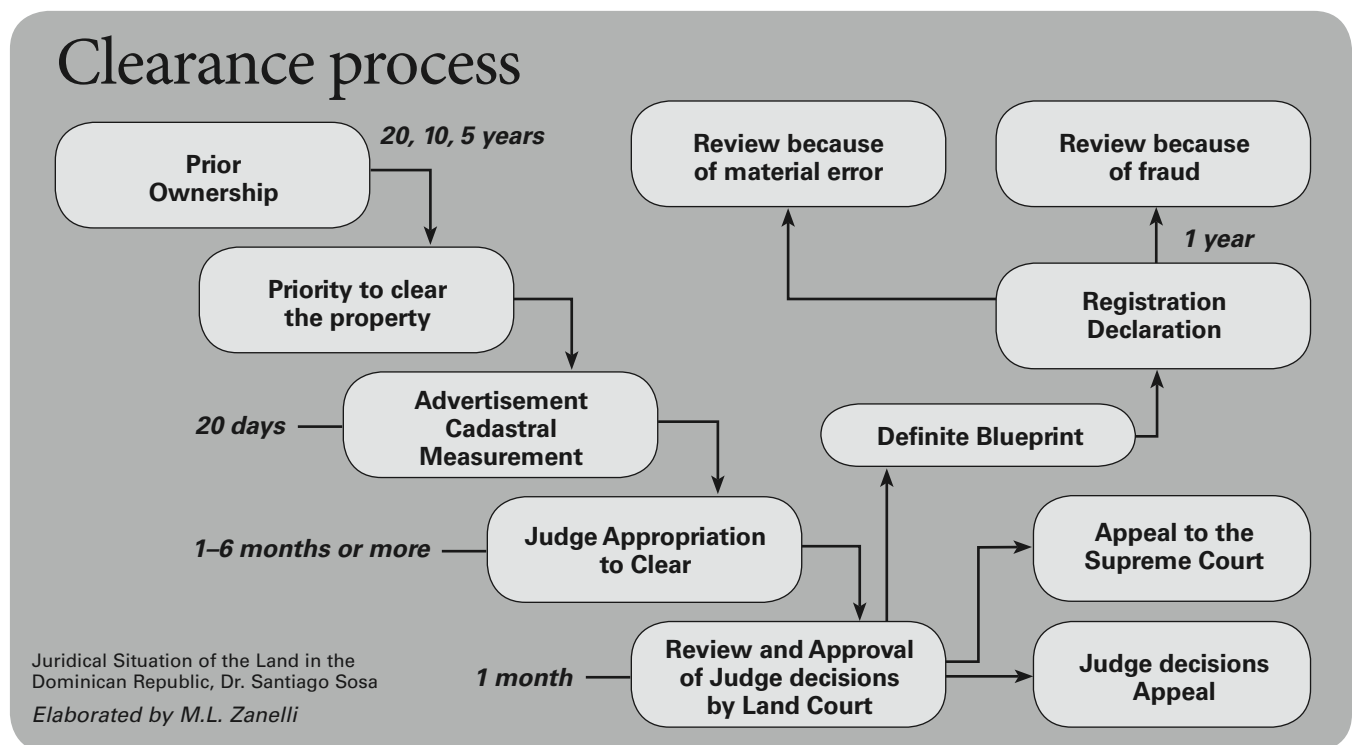 Clearance process
Prior
Ownership
20, 10, 5 years
Priority to clear
the property
20 days
Advertisement
Cadastral
Measurement
1–6 months or more
Judge Appropriation
to Clear
1 month
Review and Approval
of Judge decisions
by Land Court
Judge decisions
Appeal
Appeal to the
Supreme Court
Definite Blueprint
Registration
Declaration
1 year
Review because
of fraud
Review because
of material error
Juridical Situation of the Land in the
Dominican Republic, Dr. Santiago Sosa
Elaborated by M.L. Zanelli